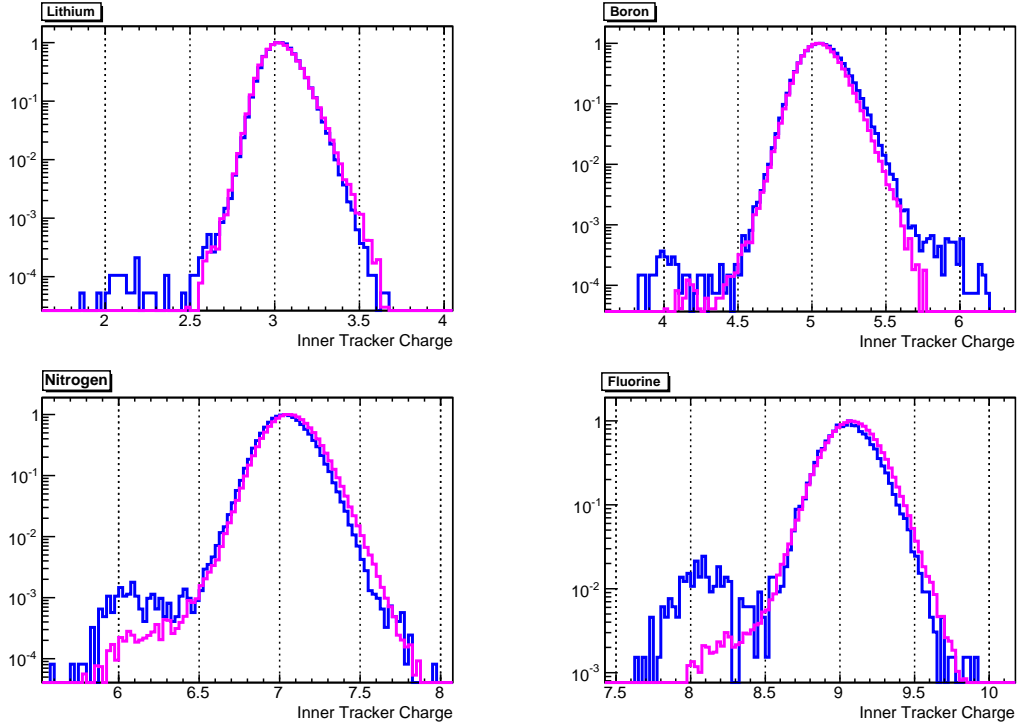 Lithium
1
10⁻¹
10⁻²
10⁻³
10⁻⁴
2 2.5 3 3.5 4
Inner Tracker Charge
Boron
1
10⁻¹
10⁻²
10⁻³
10⁻⁴
4 4.5 5 5.5 6
Inner Tracker Charge
Nitrogen
1
10⁻¹
10⁻²
10⁻³
10⁻⁴
6 6.5 7 7.5 8
Inner Tracker Charge
Fluorine
1
10⁻¹
10⁻²
10⁻³
7.5 8 8.5 9 9.5 10
Inner Tracker Charge